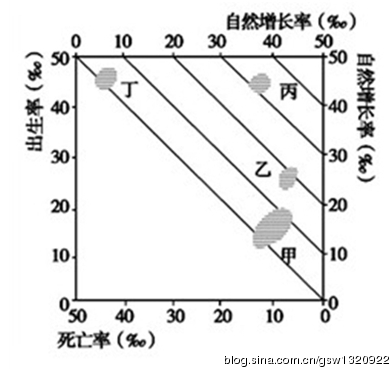 自然增长率(‰)
0 10 20 30 40 50
50 50
40 40
30 30
20 20
10 10
0 0
出生率(‰)
自然增长率(‰)
丁
丙
乙
甲
50 40 30 20 10 0
死亡率(‰)
blog.sina.com.cn/gsw1320922